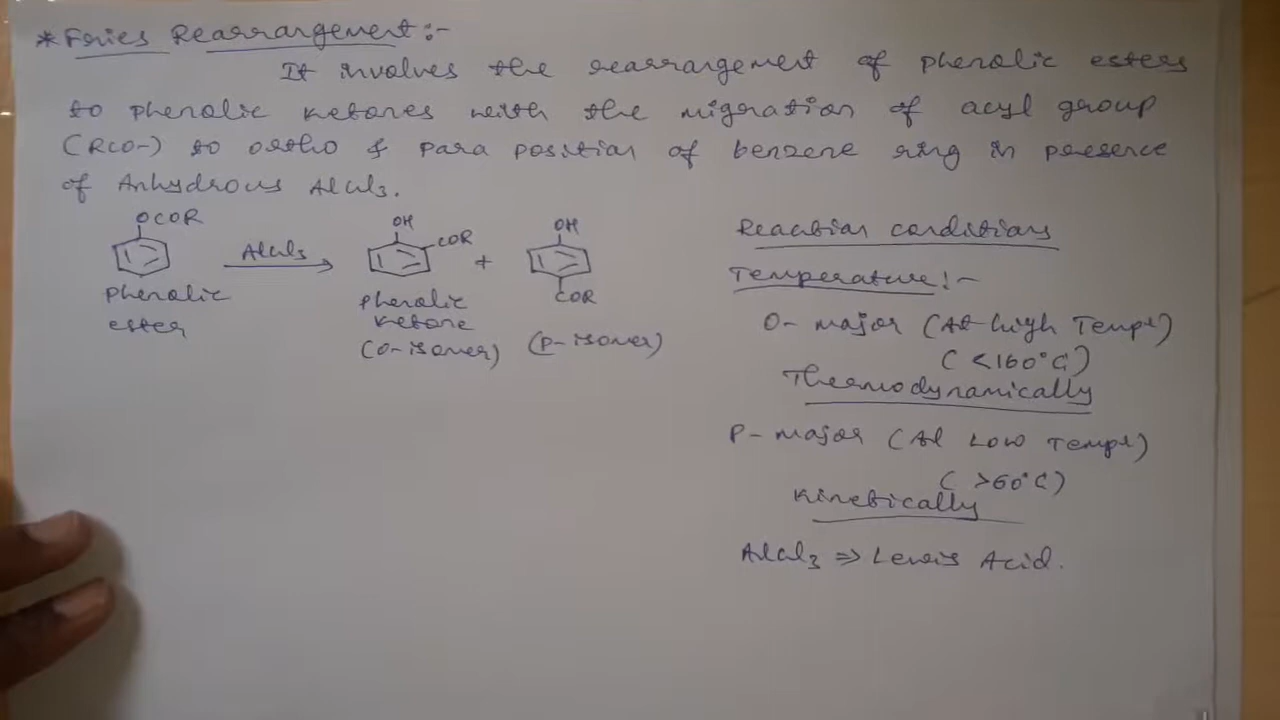 * Fries Rearrangement:-
It involves the rearrangement of phenolic esters
to phenolic ketones with the migration of acyl group
(RCO-) to ortho & para position of benzene ring in presence
of Anhydrous AlCl3.
OCOR
AlCl3
Phenolic
ester
OH
COR
+
Phenolic
ketone
(o-isomer)
OH
COR
(P-isomer)
Reaction conditions
Temperature:-
O- major (At high Tempr)
( <160°C)
Thermodynamically
P- major (At Low Tempr)
( >60°C)
Kinetically
AlCl3 ⇒ Lewis Acid.